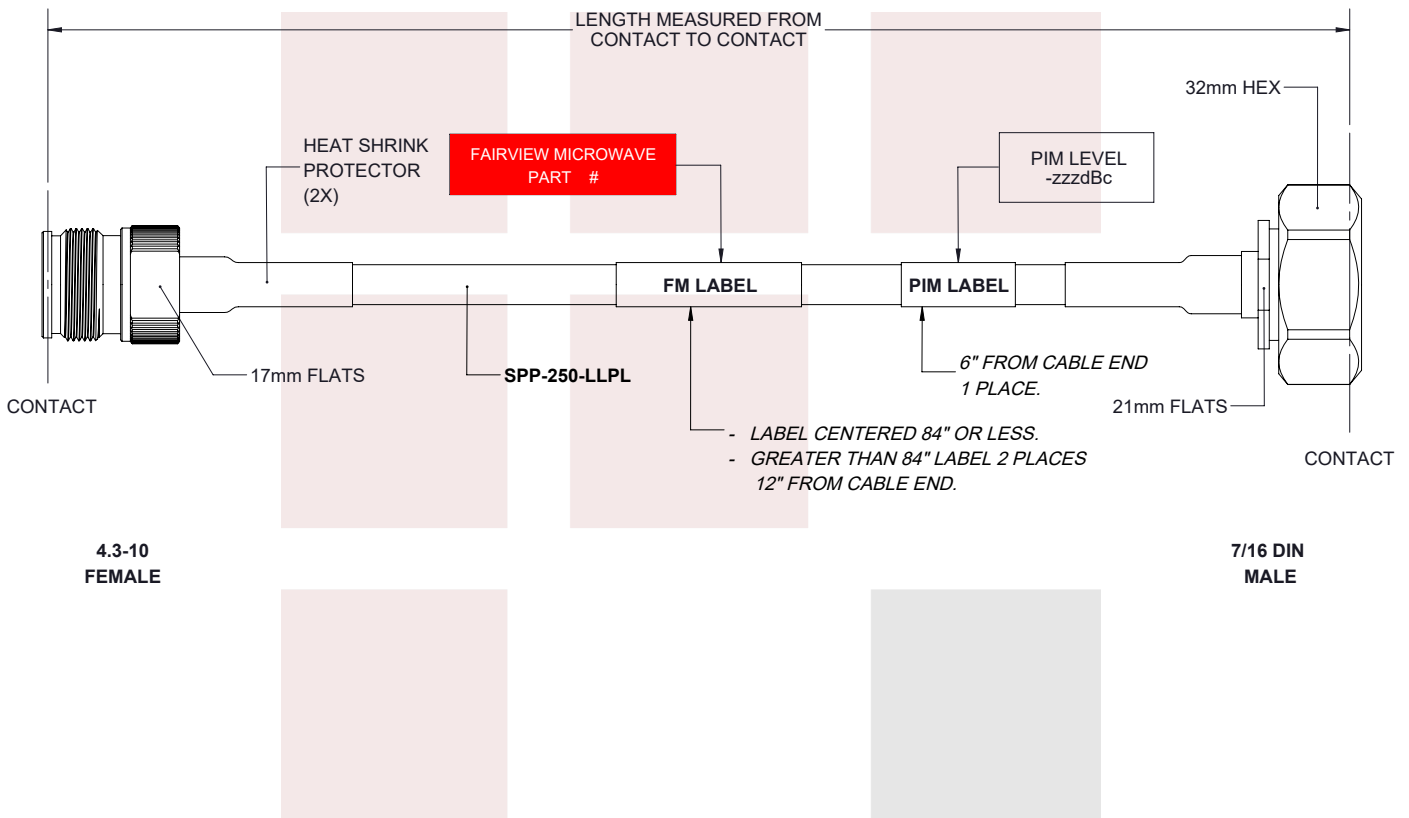 LENGTH MEASURED FROM
CONTACT TO CONTACT
32mm HEX
HEAT SHRINK
PROTECTOR
(2X)
FAIRVIEW MICROWAVE
PART #
PIM LEVEL
-zzzdBc
FM LABEL
PIM LABEL
17mm FLATS
SPP-250-LLPL
6" FROM CABLE END
1 PLACE.
21mm FLATS
CONTACT
- LABEL CENTERED 84" OR LESS.
- GREATER THAN 84" LABEL 2 PLACES
12" FROM CABLE END.
CONTACT
4.3-10
FEMALE
7/16 DIN
MALE